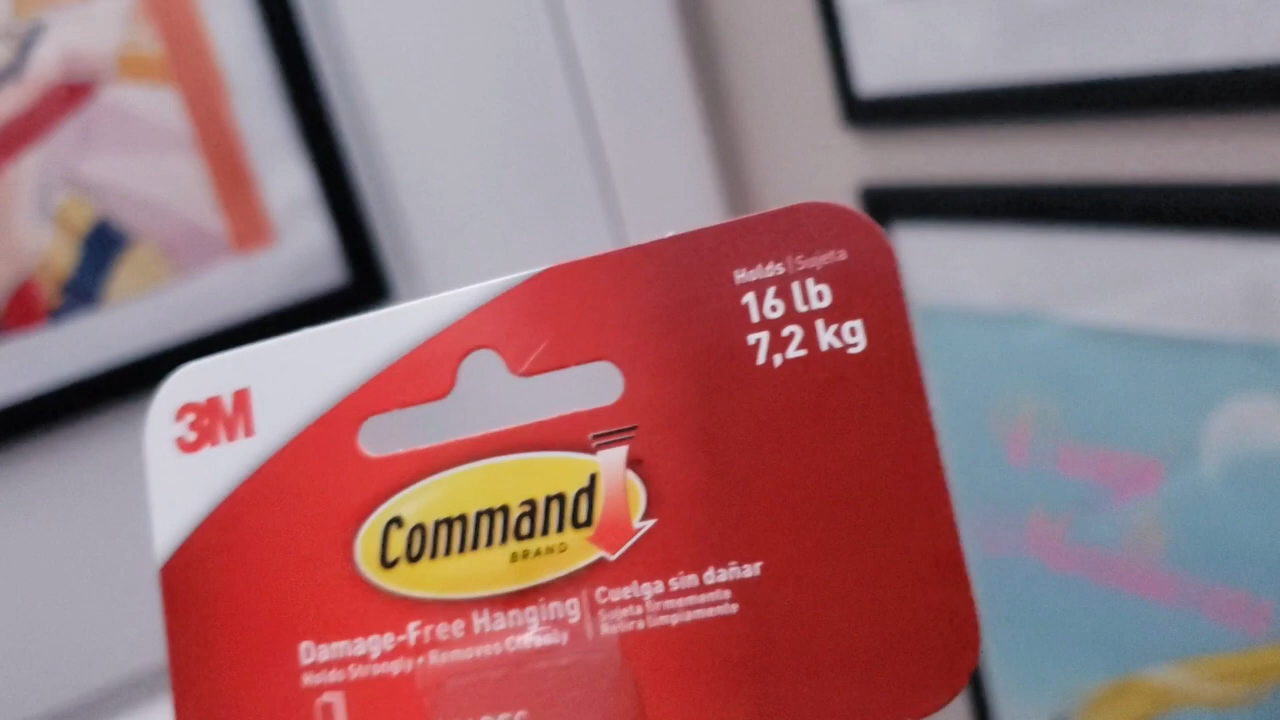 3M
Holds | Sujeta
16 lb
7,2 kg
Command
BRAND
Damage-Free Hanging
Holds Strongly • Removes Cleanly
Cuelga sin dañar
Sujeta firmemente
Retira limpiamente